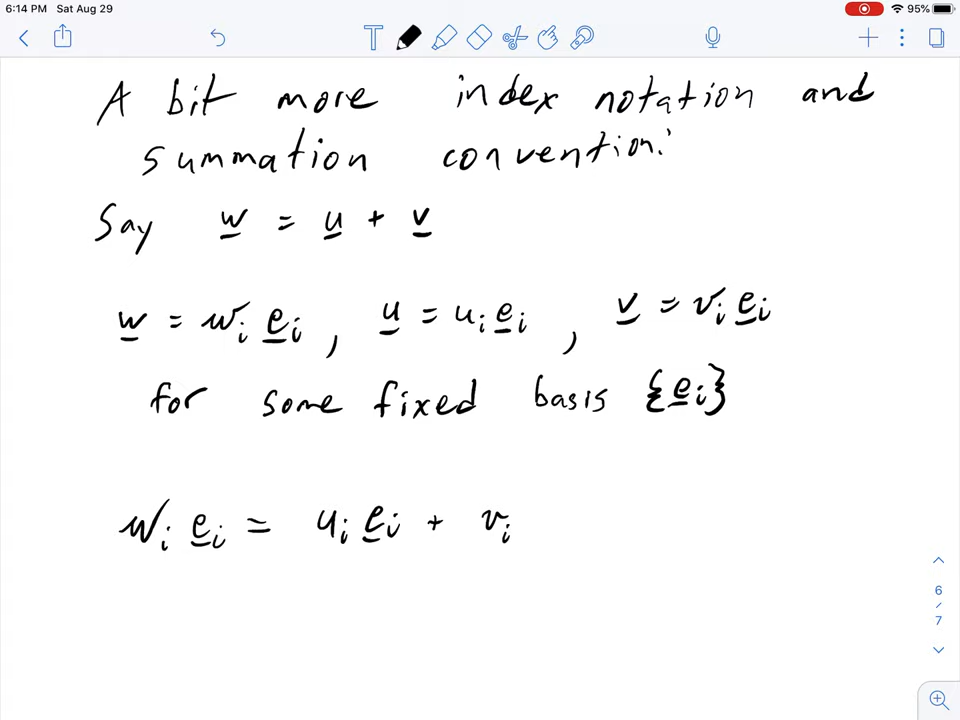 6:14 PM Sat Aug 29 95%
T
A bit more index notation and
summation convention:
Say w = u + v
w = wᵢ eᵢ , u = uᵢ eᵢ , v = vᵢ eᵢ
for some fixed basis {eᵢ}
wᵢ eᵢ = uᵢ eᵢ + vᵢ
6
/
7